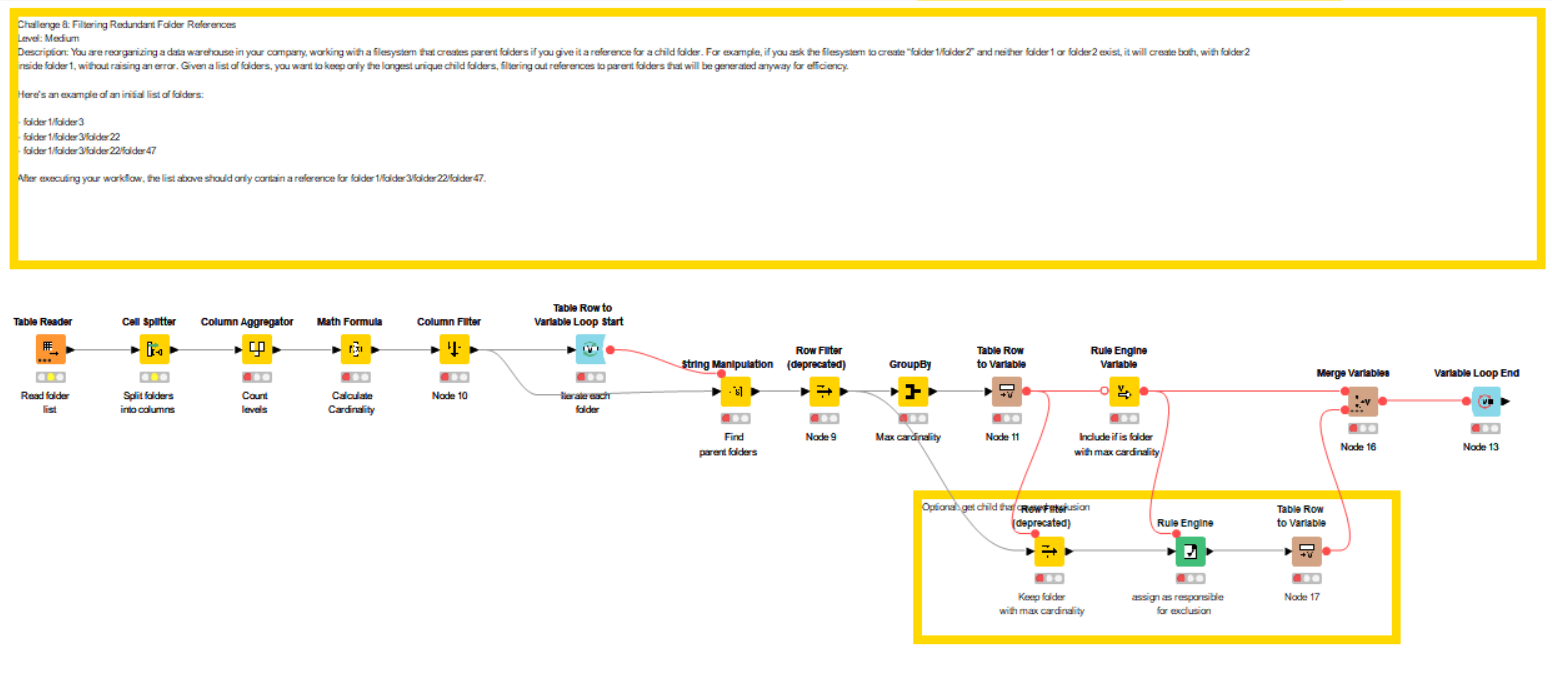 Challenge 8: Filtering Redundant Folder References
Level: Medium
Description: You are reorganizing a data warehouse in your company, working with a filesystem that creates parent folders if you give it a reference for a child folder. For example, if you ask the filesystem to create "folder1/folder2" and neither folder1 or folder2 exist, it will create both, with folder2
inside folder1, without raising an error. Given a list of folders, you want to keep only the longest unique child folders, filtering out references to parent folders that will be generated anyway for efficiency.
Here's an example of an initial list of folders:
- folder1/folder3
- folder1/folder3/folder22
- folder1/folder3/folder22/folder47
After executing your workflow, the list above should only contain a reference for folder1/folder3/folder22/folder47.
Table Reader
Read folder
list
Cell Splitter
Split folders
into columns
Column Aggregator
Count
levels
Math Formula
Calculate
Cardinality
Column Filter
Node 10
Table Row to
Variable Loop Start
Iterate each
folder
String Manipulation
Find
parent folders
Row Filter
(deprecated)
Node 9
GroupBy
Max cardinality
Table Row
to Variable
Node 11
Rule Engine
Variable
Include if is folder
with max cardinality
Merge Variables
Node 16
Variable Loop End
Node 13
Optional: get child that
Row Filter
(deprecated)
Keep folder
with max cardinality
Rule Engine
assign as responsible
for exclusion
Table Row
to Variable
Node 17